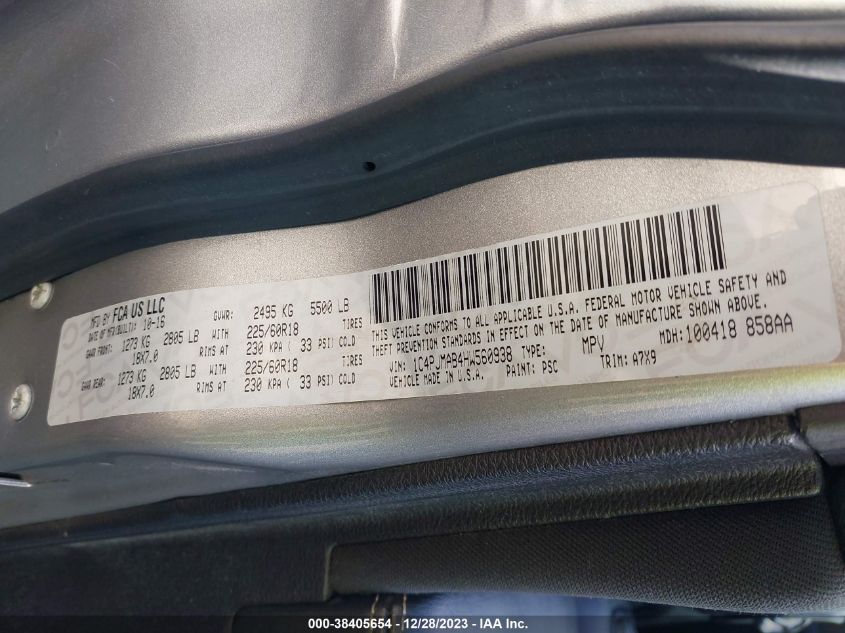 MFD BY FCA US LLC GVWR: 2495 KG 5500 LB
DATE OF MFR(BUILT): 10-16
GAWR FRONT: 1273 KG 2805 LB WITH 225/60R18 TIRES
18X7.0 RIMS AT 230 KPA ( 33 PSI) COLD
GAWR REAR: 1273 KG 2805 LB WITH 225/60R18 TIRES
18X7.0 RIMS AT 230 KPA ( 33 PSI) COLD
THIS VEHICLE CONFORMS TO ALL APPLICABLE U.S.A. FEDERAL MOTOR VEHICLE SAFETY AND
THEFT PREVENTION STANDARDS IN EFFECT ON THE DATE OF MANUFACTURE SHOWN ABOVE.
VIN: 1C4PJMAB4HW560938 TYPE: MPV MDH:100418 858AA
VEHICLE MADE IN U.S.A. PAINT: PSC TRIM: A7X9
000-38405654 - 12/28/2023 - IAA Inc.